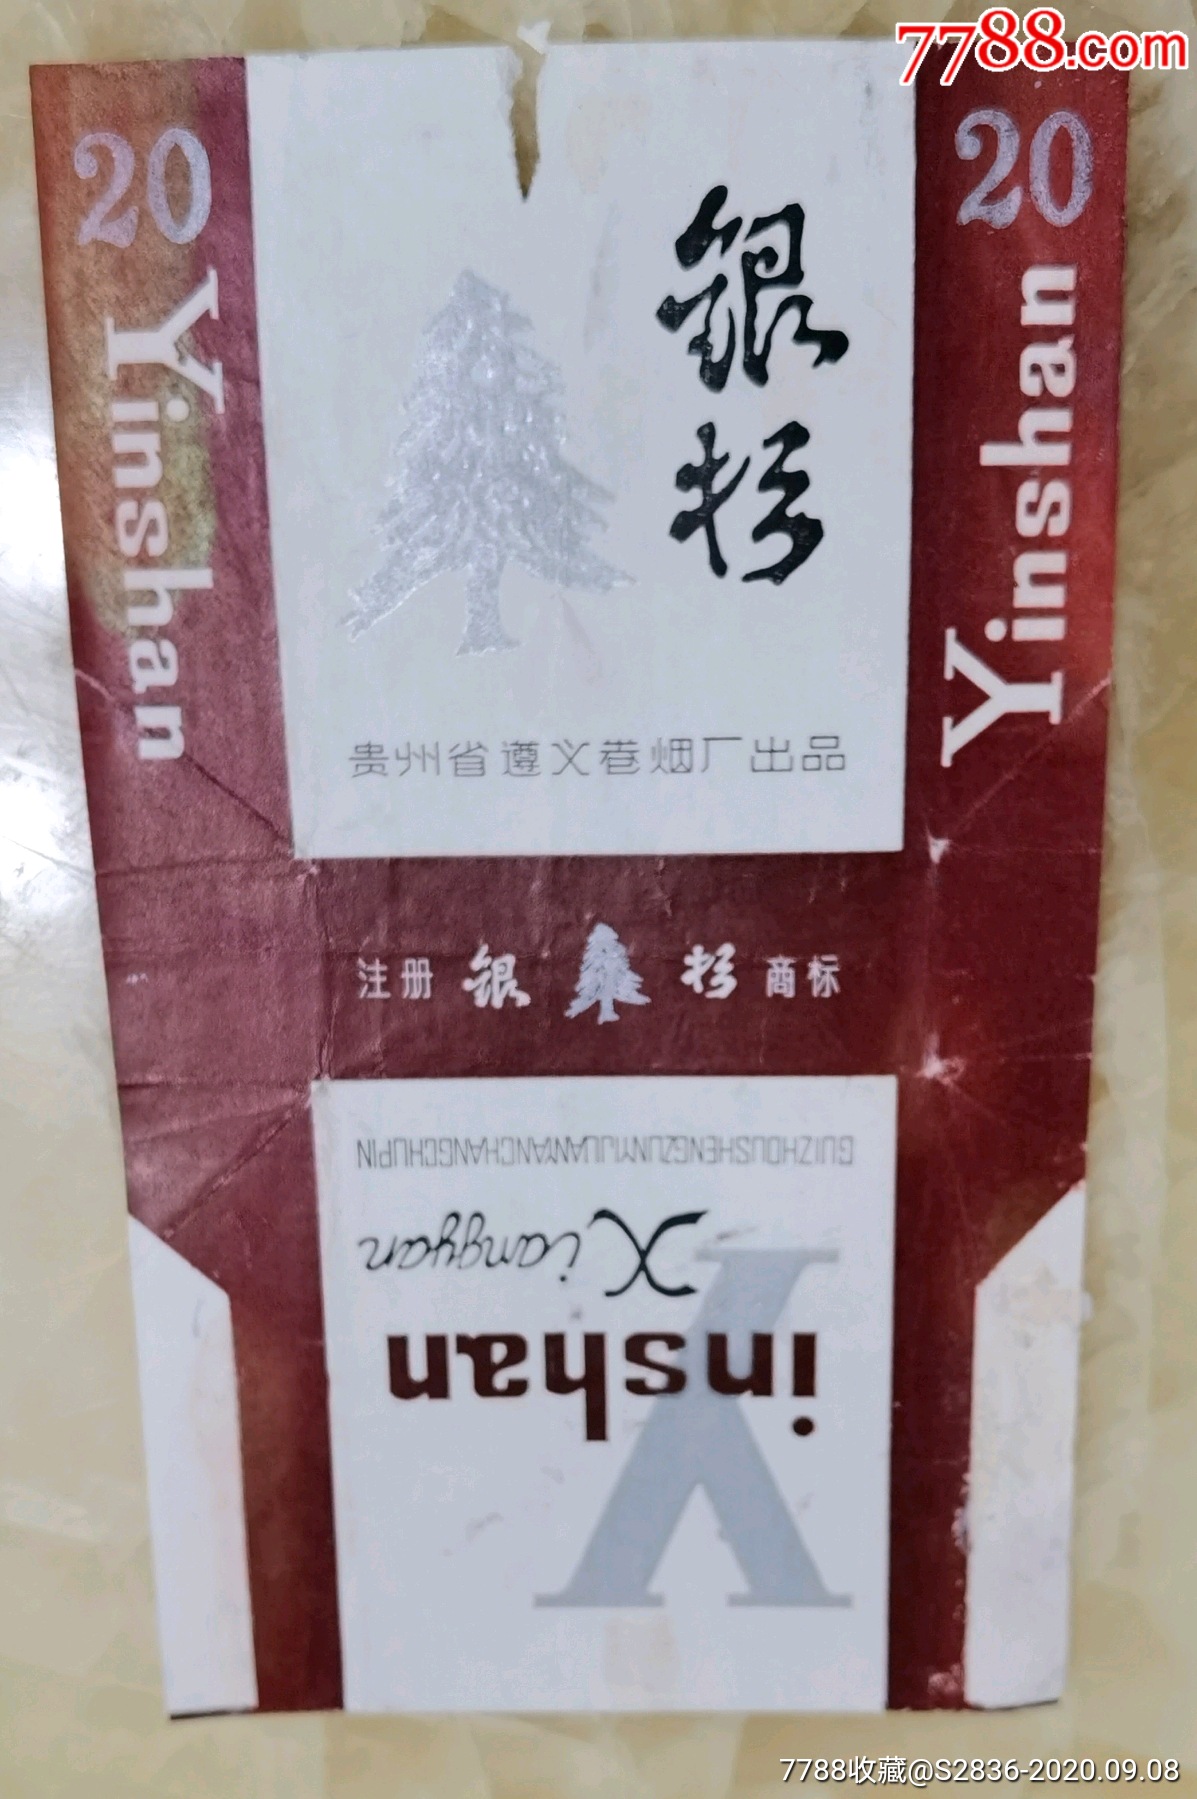 7788.com
20
Yinshan
银杉
20
Yinshan
贵州省遵义卷烟厂出品
注册 银 杉 商标
GUIZHOUSHENGZUNYIJUANYANCHANGCHUPIN
Xiangyan
Yinshan
7788收藏@S2836-2020.09.08